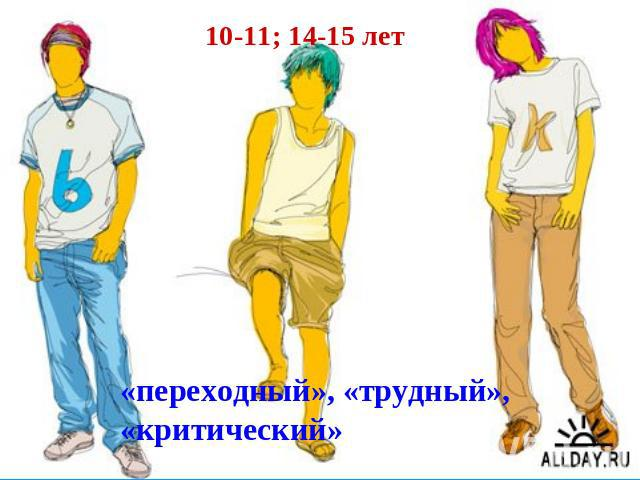 10-11; 14-15 лет
b
k
«переходный», «трудный»,
«критический»
ALLDAY.RU